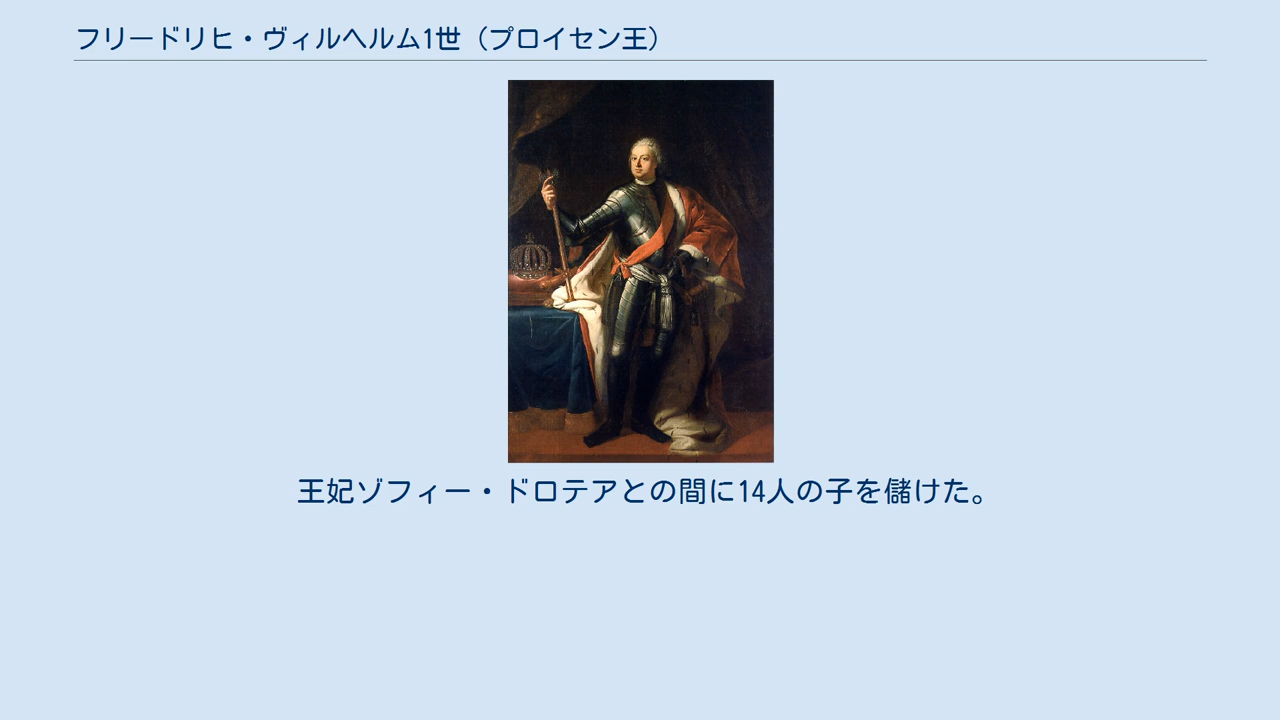 フリードリヒ・ヴィルヘルム1世（プロイセン王）
王妃ゾフィー・ドロテアとの間に14人の子を儲けた。